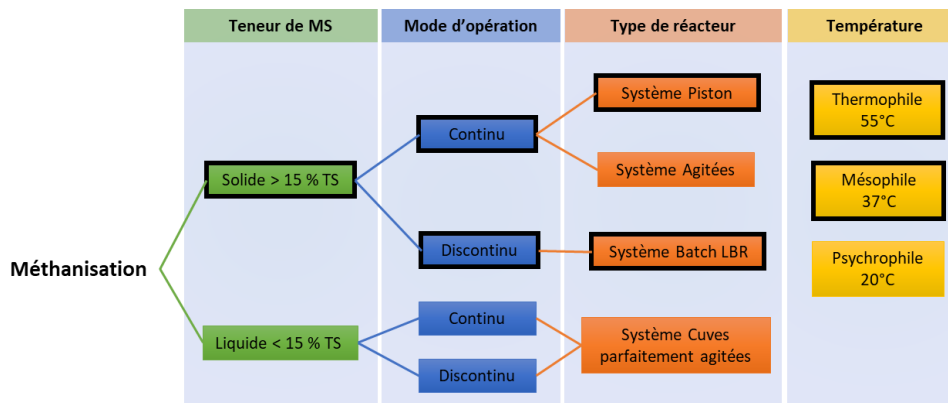 Teneur de MS
Mode d'opération
Type de réacteur
Température
Méthanisation
Solide > 15 % TS
Liquide < 15 % TS
Continu
Discontinu
Continu
Discontinu
Système Piston
Système Agitées
Système Batch LBR
Système Cuves
parfaitement agitées
Thermophile
55°C
Mésophile
37°C
Psychrophile
20°C